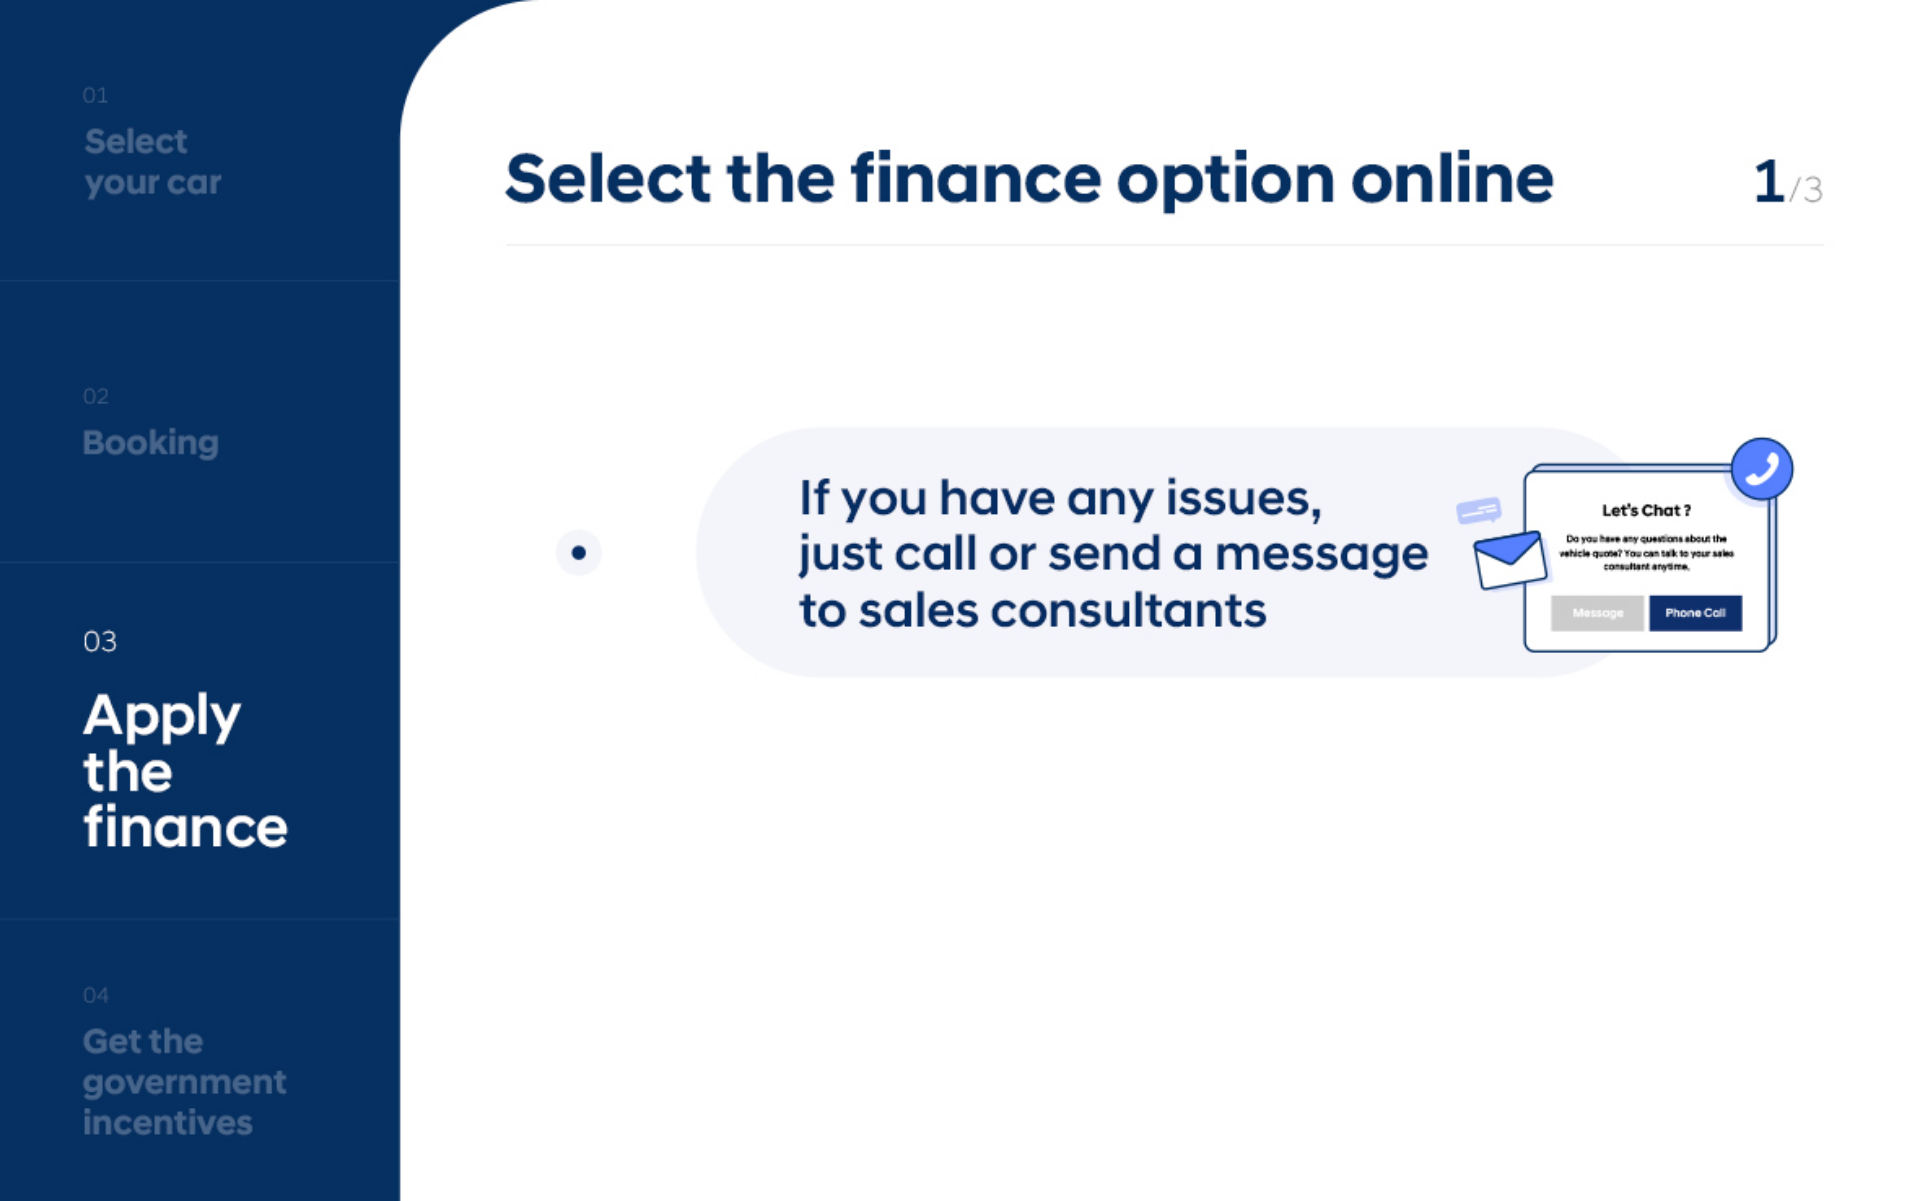 01
Select
your car
02
Booking
03
Apply
the
finance
04
Get the
government
incentives
Select the finance option online
1/3
If you have any issues,
just call or send a message
to sales consultants
Let's Chat ?
Do you have any questions about the
vehicle quote? You can talk to your sales
consultant anytime.
Message
Phone Call